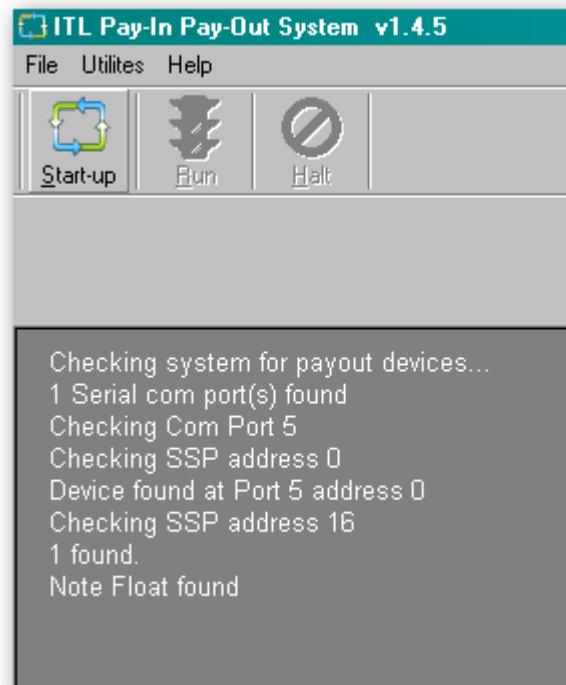 ITL Pay-In Pay-Out System v1.4.5
File Utilites Help
Start-up Run Halt
Checking system for payout devices...
1 Serial com port(s) found
Checking Com Port 5
Checking SSP address 0
Device found at Port 5 address 0
Checking SSP address 16
1 found.
Note Float found